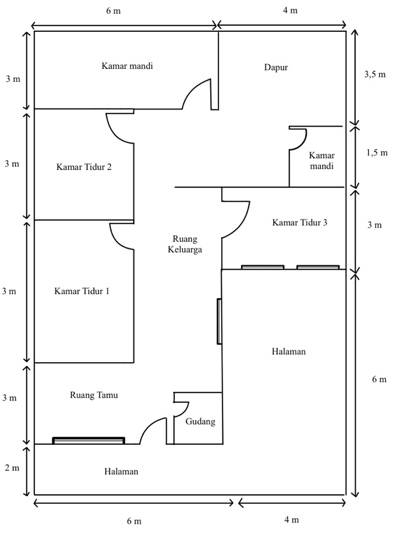 6 m
4 m
Kamar mandi
Dapur
3 m
3,5 m
3 m
Kamar Tidur 2
Kamar
mandi
1,5 m
Kamar Tidur 3
3 m
Ruang
Keluarga
3 m
Kamar Tidur 1
Halaman
6 m
3 m
Ruang Tamu
Gudang
2 m
Halaman
6 m
4 m